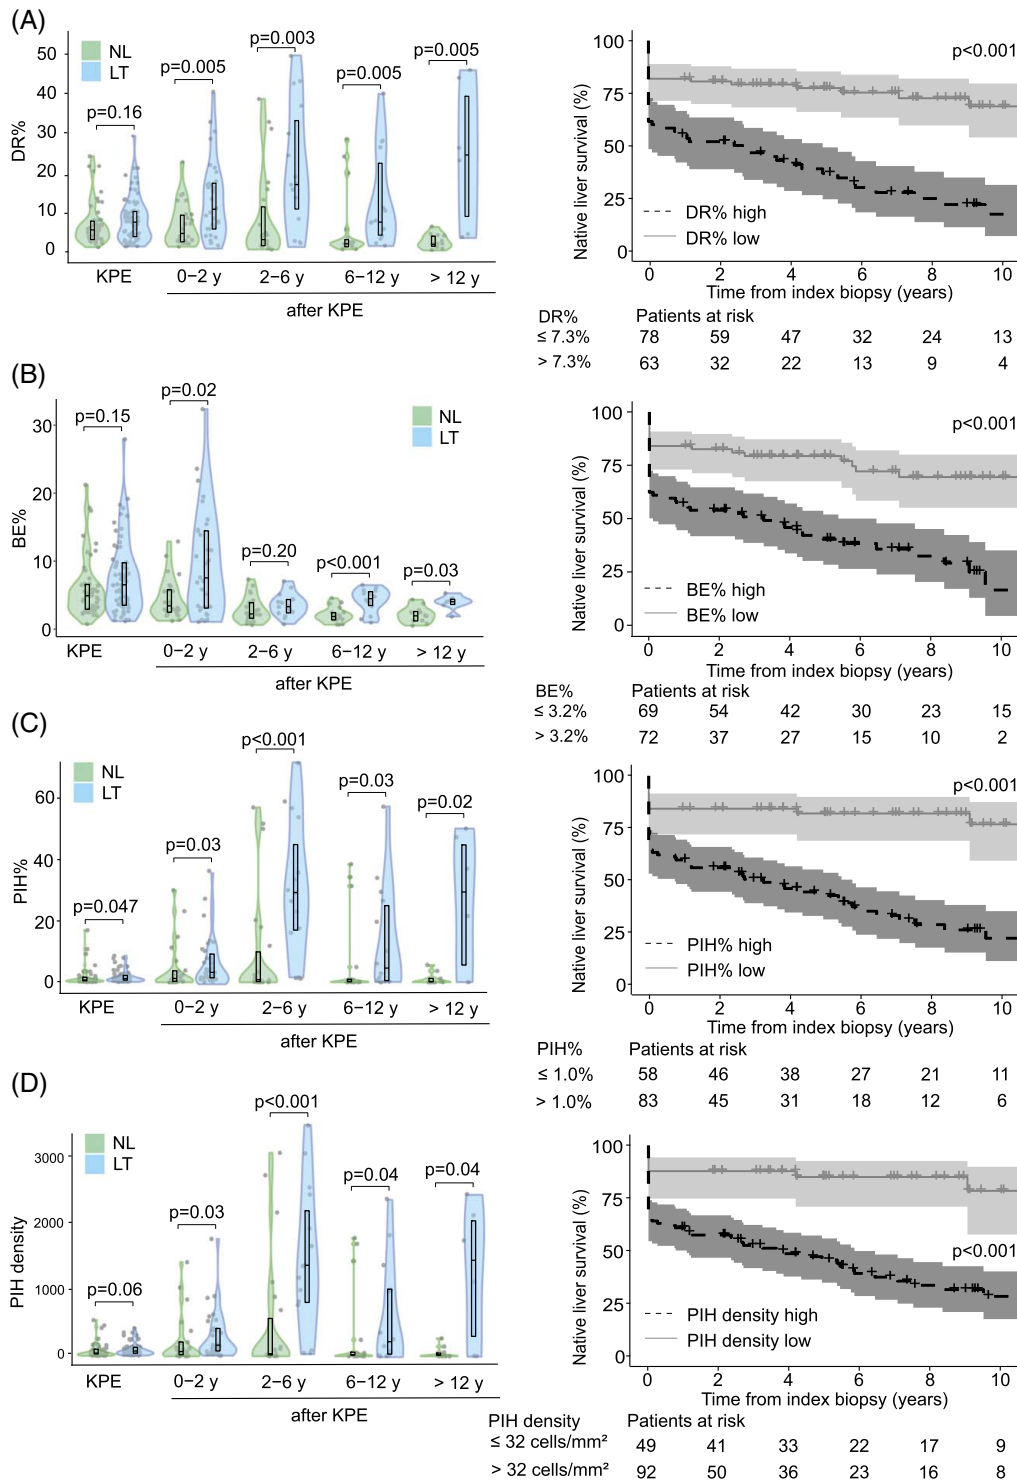 (A)
50
40
30
20
10
0
DR%
NL
LT
p=0.16
p=0.005
p=0.003
p=0.005
p=0.005
KPE
0−2 y
2−6 y
6−12 y
> 12 y
after KPE
100
75
50
25
0
Native liver survival (%)
p<0.001
DR% high
DR% low
0 2 4 6 8 10
Time from index biopsy (years)
DR% Patients at risk
≤ 7.3% 78 59 47 32 24 13
> 7.3% 63 32 22 13 9 4
(B)
30
20
10
0
BE%
NL
LT
p=0.15
p=0.02
p=0.20
p<0.001
p=0.03
KPE
0−2 y
2−6 y
6−12 y
> 12 y
after KPE
100
75
50
25
0
Native liver survival (%)
p<0.001
BE% high
BE% low
0 2 4 6 8 10
Time from index biopsy (years)
BE% Patients at risk
≤ 3.2% 69 54 42 30 23 15
> 3.2% 72 37 27 15 10 2
(C)
60
40
20
0
PIH%
NL
LT
p=0.047
p=0.03
p<0.001
p=0.03
p=0.02
KPE
0−2 y
2−6 y
6−12 y
> 12 y
after KPE
100
75
50
25
0
Native liver survival (%)
p<0.001
PIH% high
PIH% low
0 2 4 6 8 10
Time from index biopsy (years)
PIH% Patients at risk
≤ 1.0% 58 46 38 27 21 11
> 1.0% 83 45 31 18 12 6
(D)
3000
2000
1000
0
PIH density
NL
LT
p=0.06
p=0.03
p<0.001
p=0.04
p=0.04
KPE
0−2 y
2−6 y
6−12 y
> 12 y
after KPE
100
75
50
25
0
Native liver survival (%)
p<0.001
PIH density high
PIH density low
0 2 4 6 8 10
Time from index biopsy (years)
PIH density Patients at risk
≤ 32 cells/mm² 49 41 33 22 17 9
> 32 cells/mm² 92 50 36 23 16 8